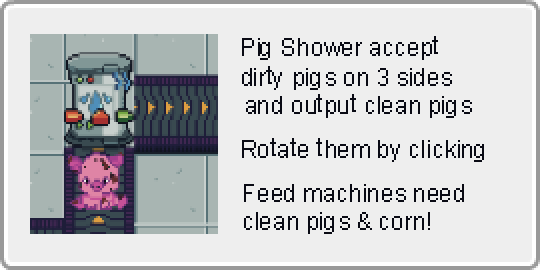 Pig Shower accept
dirty pigs on 3 sides
and output clean pigs
Rotate them by clicking
Feed machines need
clean pigs & corn!